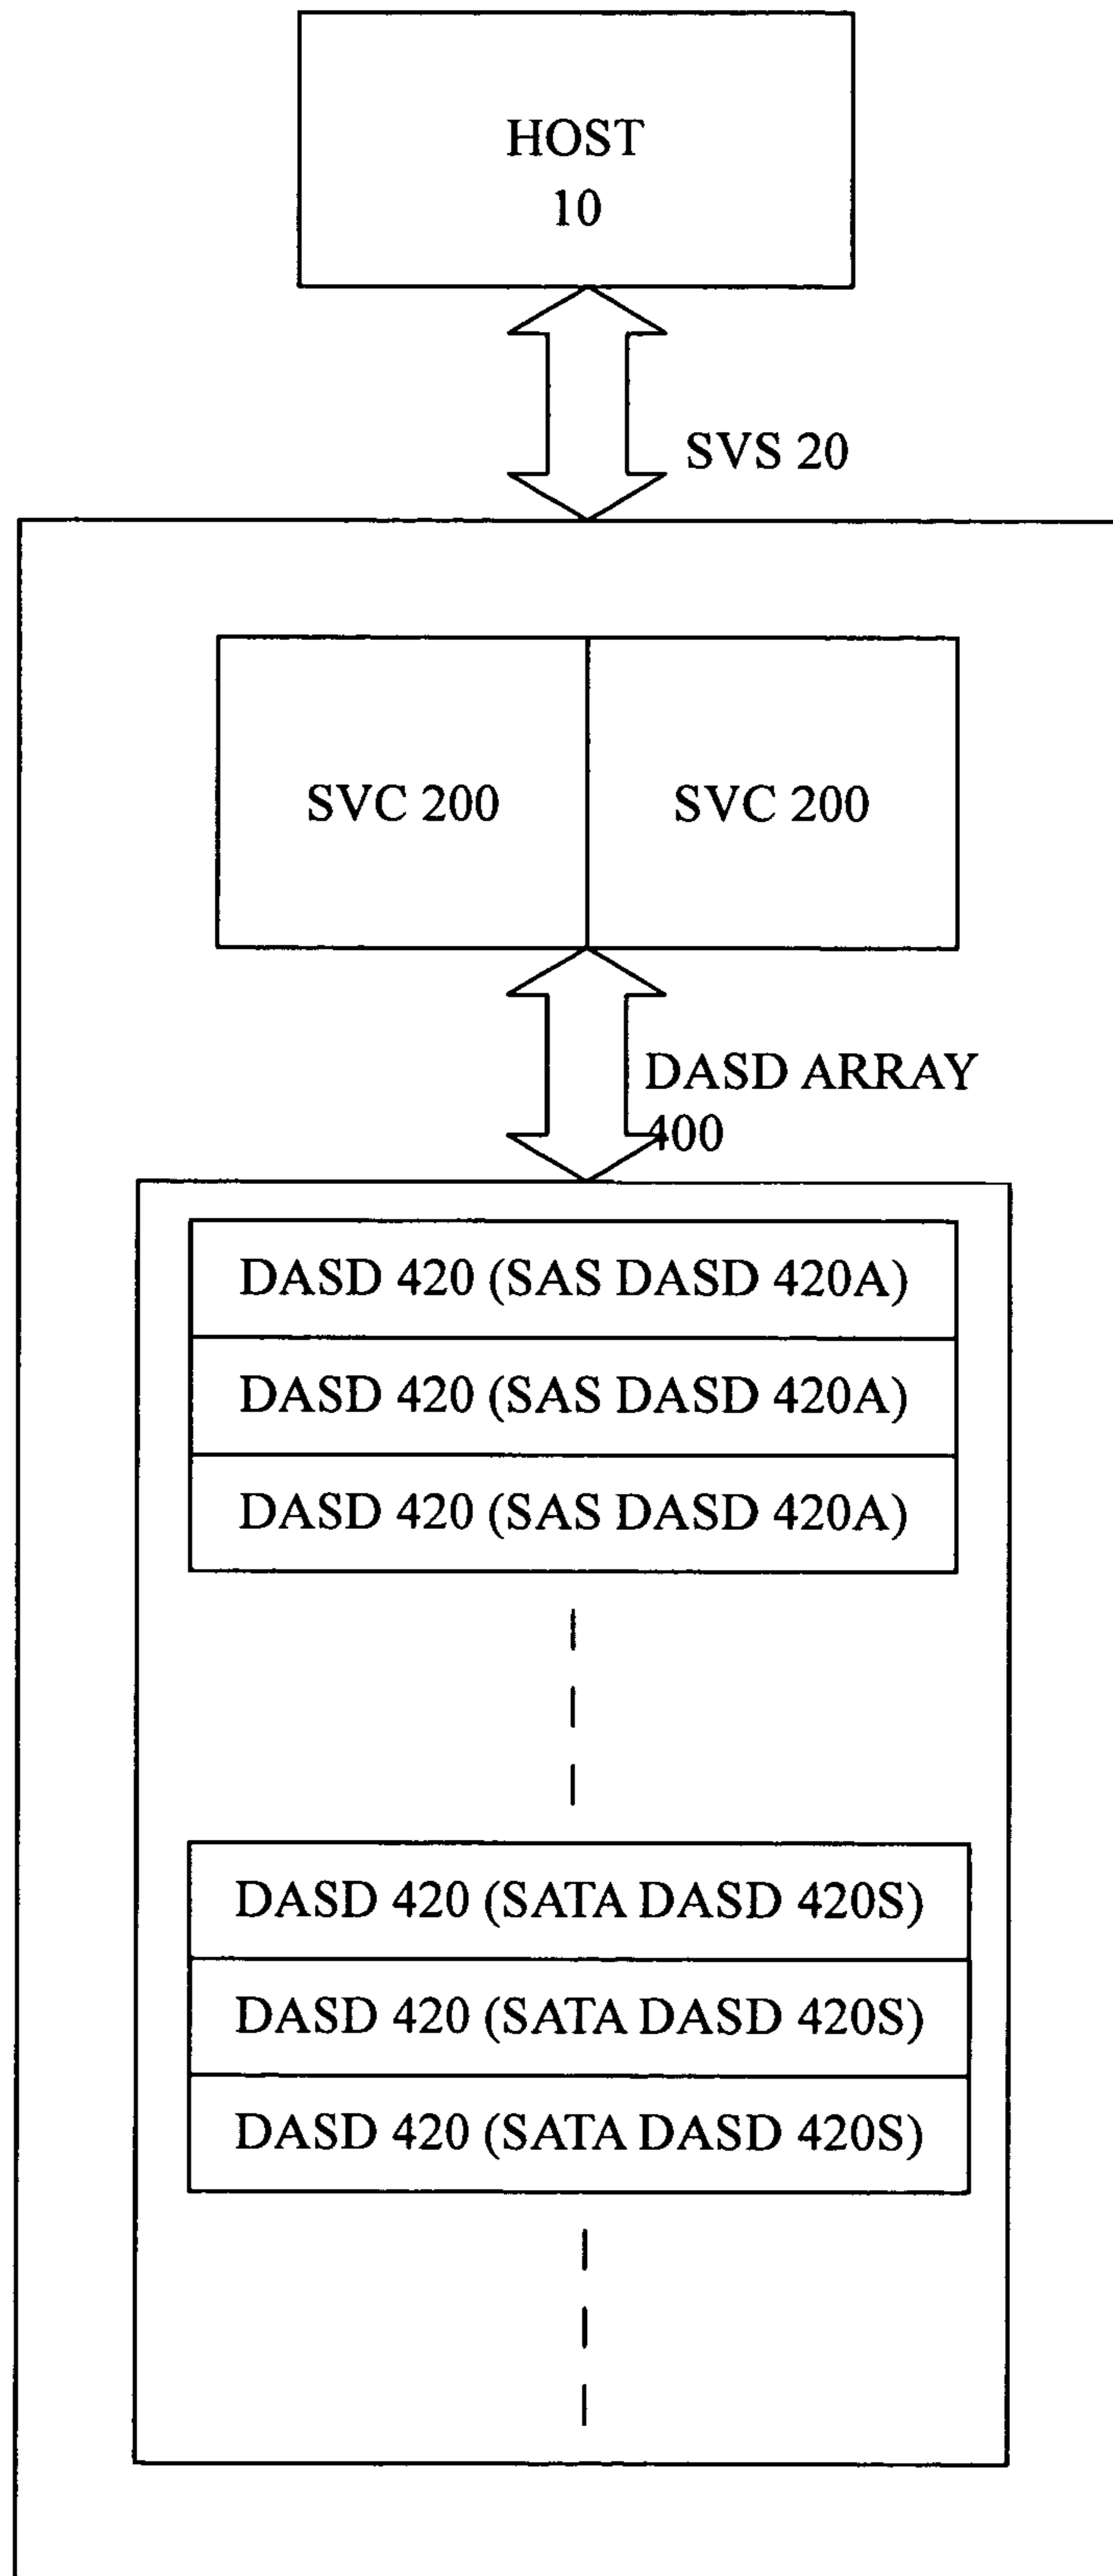 HOST
10
SVS 20
SVC 200
SVC 200
DASD ARRAY
400
DASD 420 (SAS DASD 420A)
DASD 420 (SAS DASD 420A)
DASD 420 (SAS DASD 420A)
DASD 420 (SATA DASD 420S)
DASD 420 (SATA DASD 420S)
DASD 420 (SATA DASD 420S)